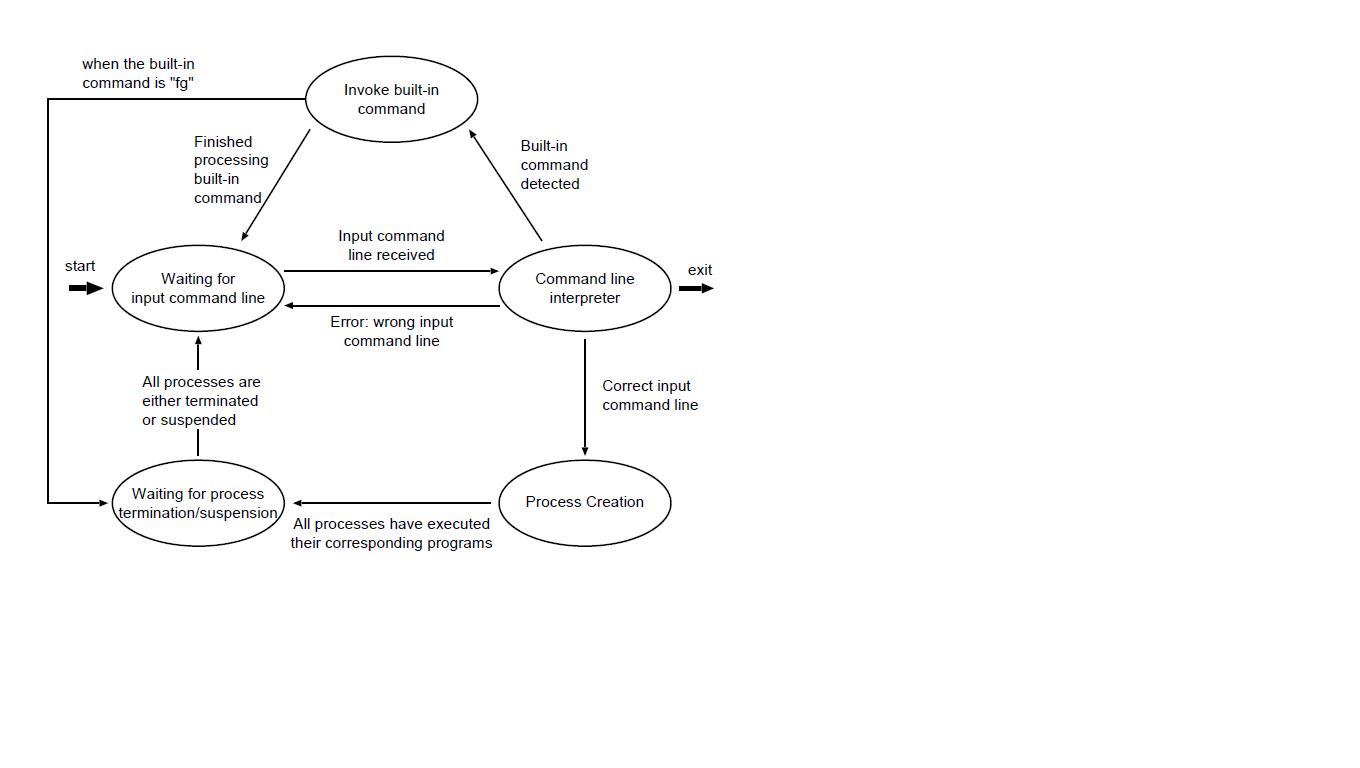 when the built-in
command is "fg"
Invoke built-in
command
Finished
processing
built-in
command
Built-in
command
detected
Input command
line received
start
Waiting for
input command line
Command line
interpreter
exit
Error: wrong input
command line
All processes are
either terminated
or suspended
Correct input
command line
Waiting for process
termination/suspension
Process Creation
All processes have executed
their corresponding programs